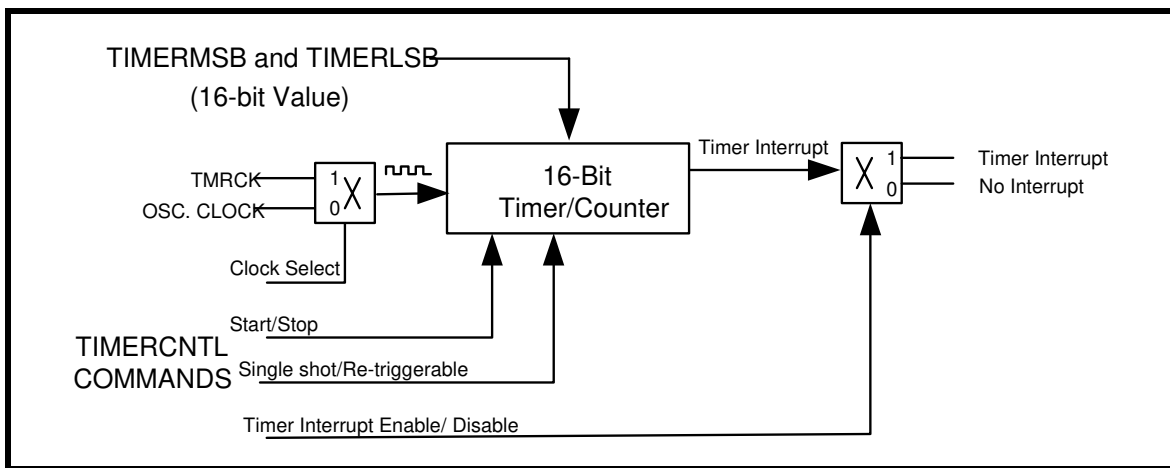 TIMERMSB and TIMERLSB
(16-bit Value)
TMRCK
OSC. CLOCK
1
0
X
Clock Select
16-Bit
Timer/Counter
Timer Interrupt
X
1
0
Timer Interrupt
No Interrupt
Start/Stop
TIMERCNTL
COMMANDS
Single shot/Re-triggerable
Timer Interrupt Enable/ Disable